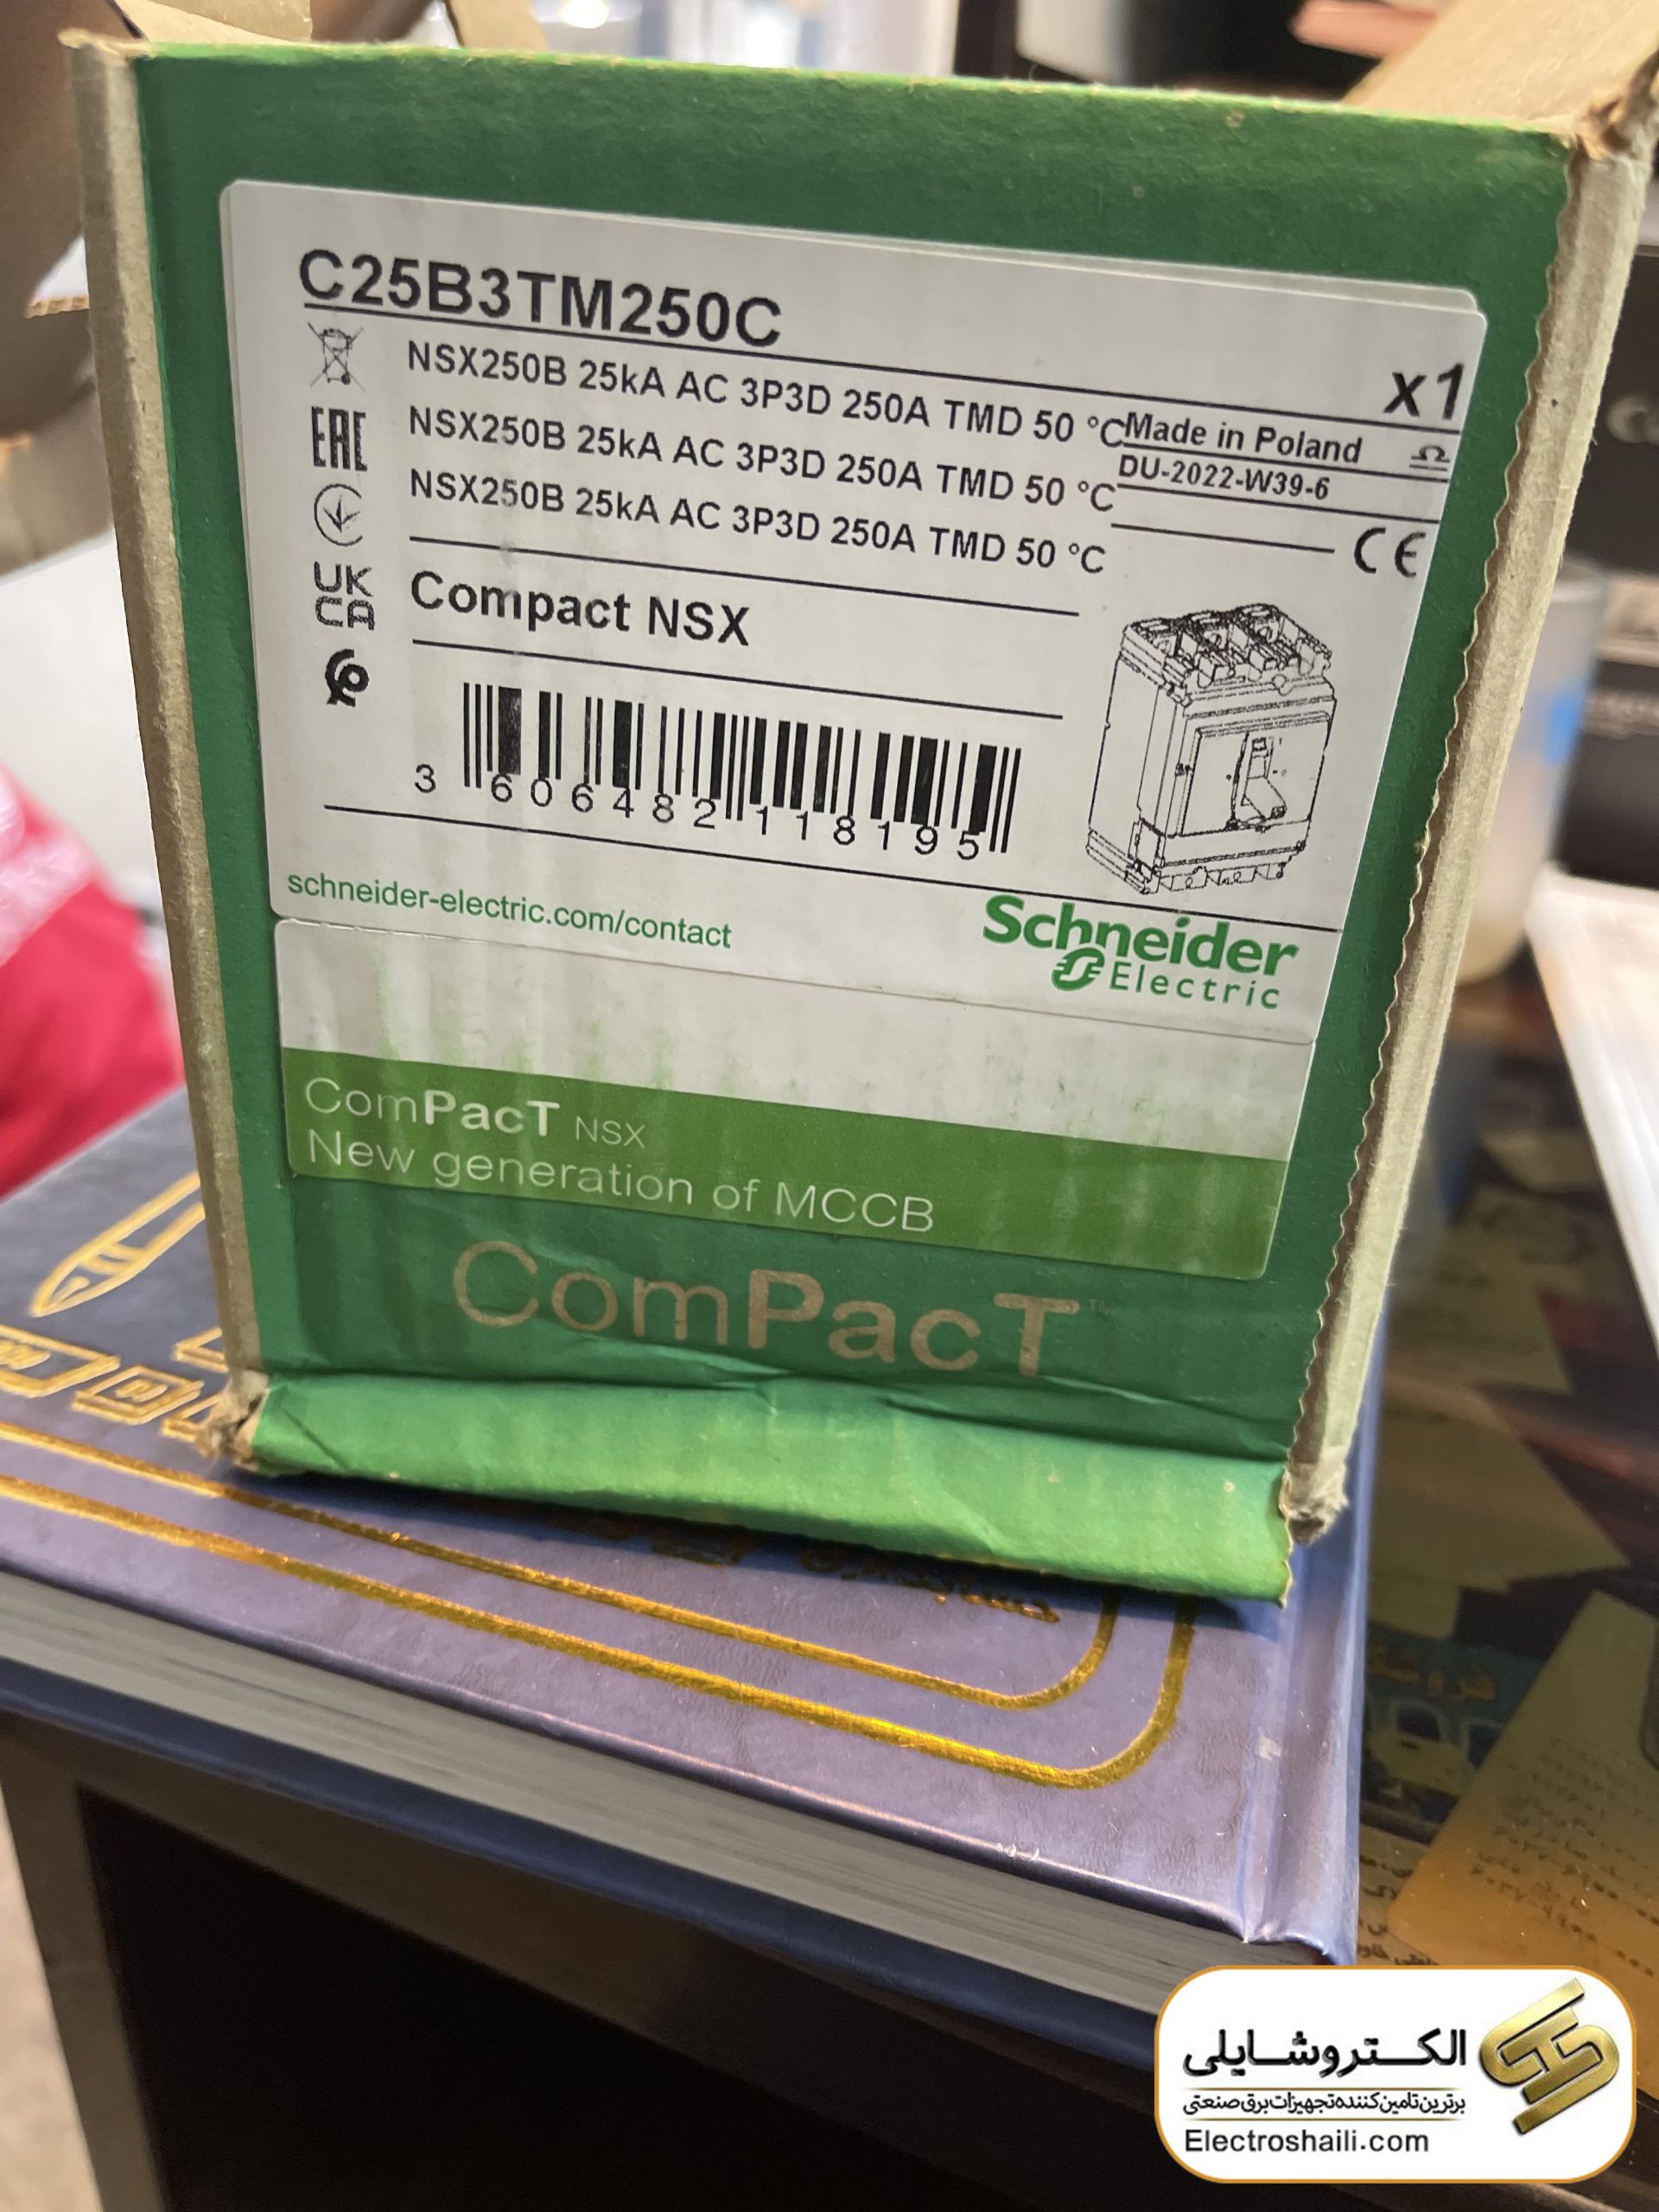 C25B3TM250C
x1
NSX250B 25kA AC 3P3D 250A TMD 50 °C
NSX250B 25kA AC 3P3D 250A TMD 50 °C
NSX250B 25kA AC 3P3D 250A TMD 50 °C
Made in Poland
DU-2022-W39-6
CE
EAC
UK
CA
Compact NSX
3 606482 118195
schneider-electric.com/contact
Schneider
Electric
ComPacT NSX
New generation of MCCB
ComPacT™
الکتروشایلی
برترین تامین کننده تجهیزات برق صنعتی
Electroshaili.com